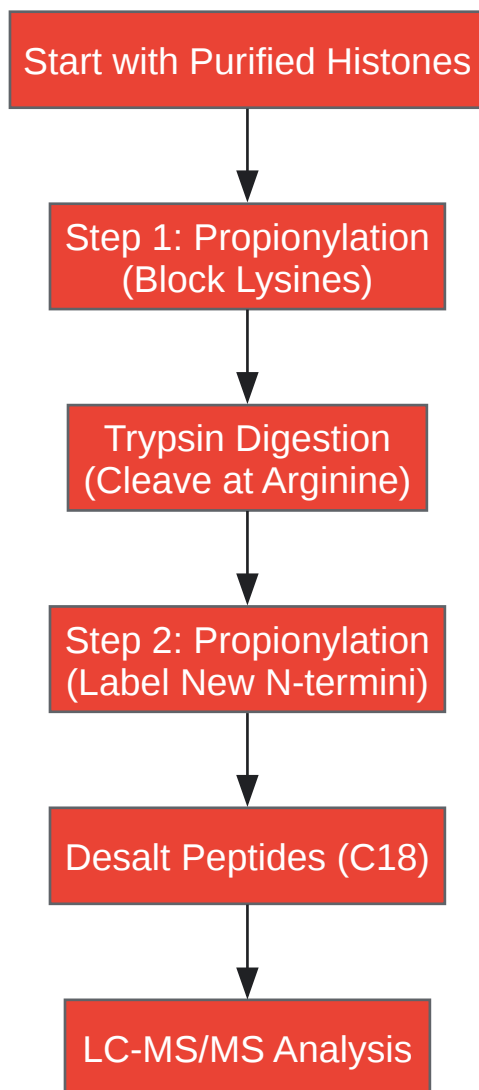 Start with Purified Histones
Step 1: Propionylation
(Block Lysines)
Trypsin Digestion
(Cleave at Arginine)
Step 2: Propionylation
(Label New N-termini)
Desalt Peptides (C18)
LC-MS/MS Analysis